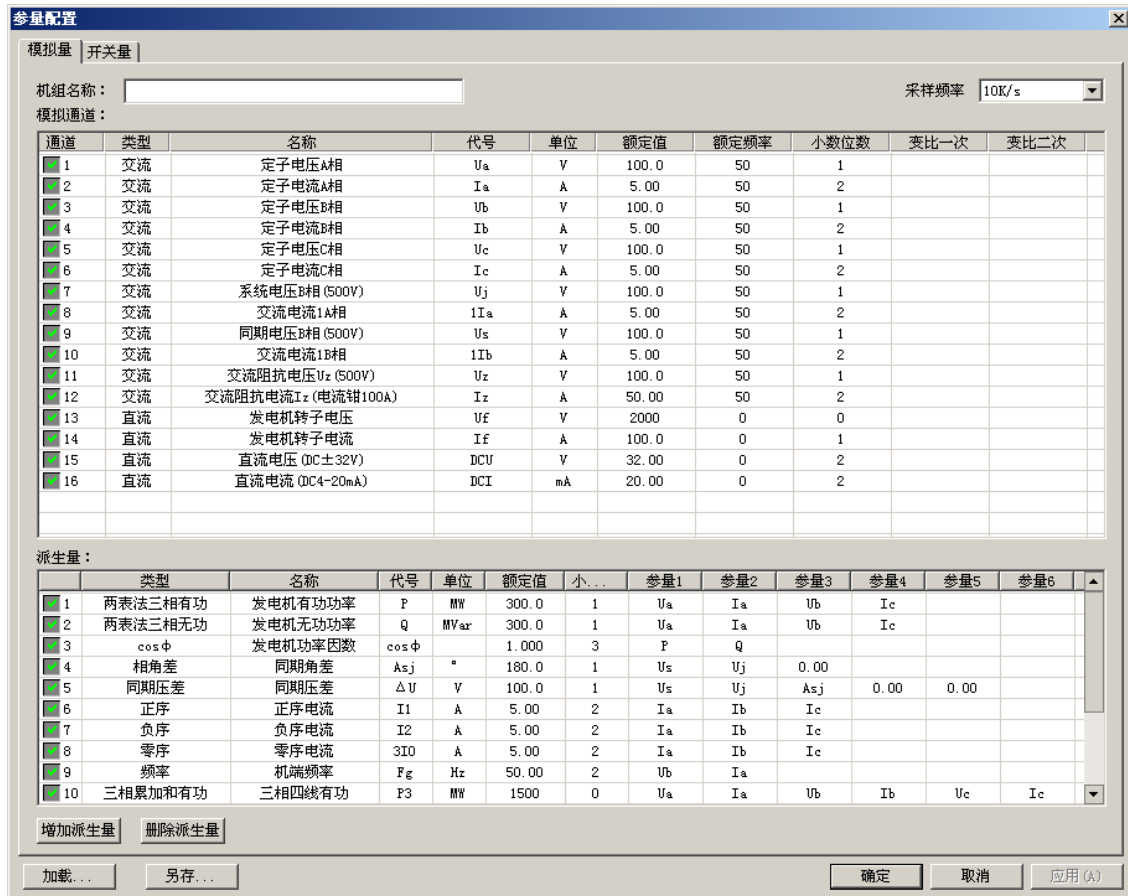 参量配置
模拟量 开关量
机组名称： 采样频率 10K/s
模拟通道：
通道 类型 名称 代号 单位 额定值 额定频率 小数位数 变比一次 变比二次
1 交流 定子电压A相 Ua V 100.0 50 1
2 交流 定子电流A相 Ia A 5.00 50 2
3 交流 定子电压B相 Ub V 100.0 50 1
4 交流 定子电流B相 Ib A 5.00 50 2
5 交流 定子电压C相 Uc V 100.0 50 1
6 交流 定子电流C相 Ic A 5.00 50 2
7 交流 系统电压B相(500V) Uj V 100.0 50 1
8 交流 交流电流1A相 1Ia A 5.00 50 2
9 交流 同期电压B相(500V) Us V 100.0 50 1
10 交流 交流电流1B相 1Ib A 5.00 50 2
11 交流 交流阻抗电压Uz(500V) Uz V 100.0 50 1
12 交流 交流阻抗电流Iz(电流钳100A) Iz A 50.00 50 2
13 直流 发电机转子电压 Uf V 2000 0 0
14 直流 发电机转子电流 If A 100.0 0 1
15 直流 直流电压(DC±32V) DCU V 32.00 0 2
16 直流 直流电流(DC4-20mA) DCI mA 20.00 0 2
派生量：
类型 名称 代号 单位 额定值 小... 参量1 参量2 参量3 参量4 参量5 参量6
1 两表法三相有功 发电机有功功率 P MW 300.0 1 Ua Ia Ub Ic
2 两表法三相无功 发电机无功功率 Q MVar 300.0 1 Ua Ia Ub Ic
3 cosφ 发电机功率因数 cosφ 1.000 3 P Q
4 相角差 同期角差 Asj ° 180.0 1 Us Uj 0.00
5 同期压差 同期压差 ΔU V 100.0 1 Us Uj Asj 0.00 0.00
6 正序 正序电流 I1 A 5.00 2 Ia Ib Ic
7 负序 负序电流 I2 A 5.00 2 Ia Ib Ic
8 零序 零序电流 3I0 A 5.00 2 Ia Ib Ic
9 频率 机端频率 Fg Hz 50.00 2 Ub Ia
10 三相累加和有功 三相四线有功 P3 MW 1500 0 Ua Ia Ub Ib Uc Ic
增加派生量 删除派生量
加载... 另存... 确定 取消 应用(A)